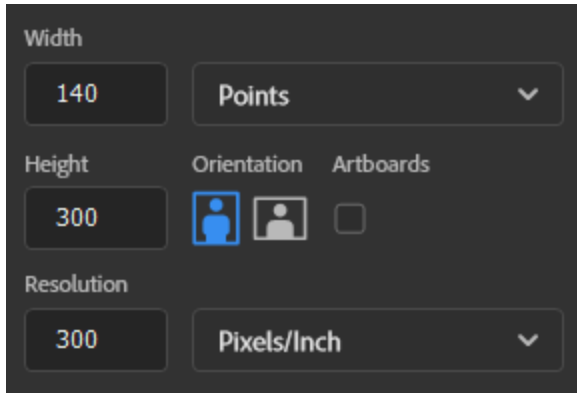 Width
140 Points
Height Orientation Artboards
300
Resolution
300 Pixels/Inch